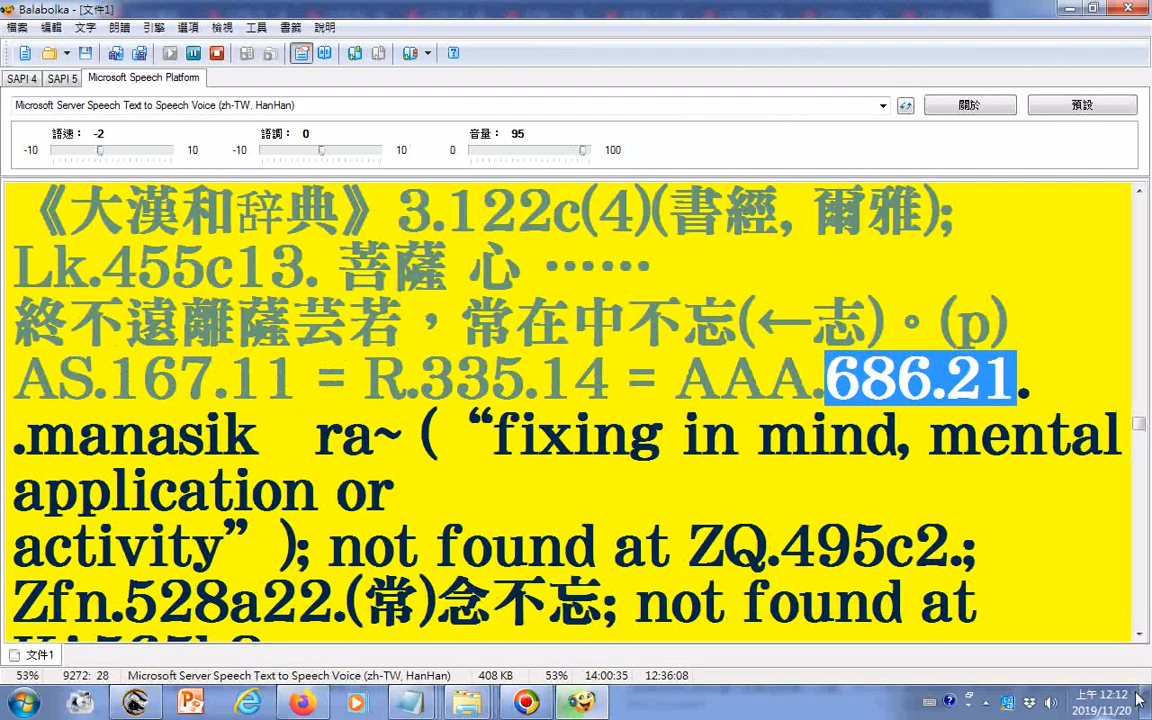 Balabolka - [文件1]
檔案 編輯 文字 朗讀 引擎 選項 檢視 工具 書籤 說明
SAPI 4 SAPI 5 Microsoft Speech Platform
Microsoft Server Speech Text to Speech Voice (zh-TW, HanHan)
關於 預設
語速： -2 語調： 0 音量： 95
-10 10 -10 10 0 100
《大漢和辞典》3.122c(4)(書經, 爾雅);
Lk.455c13. 菩薩 心 ……
終不遠離薩芸若，常在中不忘(←志)。(p)
AS.167.11 = R.335.14 = AAA.686.21.
.manasik ra~ (“fixing in mind, mental
application or
activity”); not found at ZQ.495c2.;
Zfn.528a22.(常)念不忘; not found at
文件1
53% 9272: 28 Microsoft Server Speech Text to Speech Voice (zh-TW, HanHan) 408 KB 53% 14:00:35 12:36:08
上午 12:12
2019/11/20